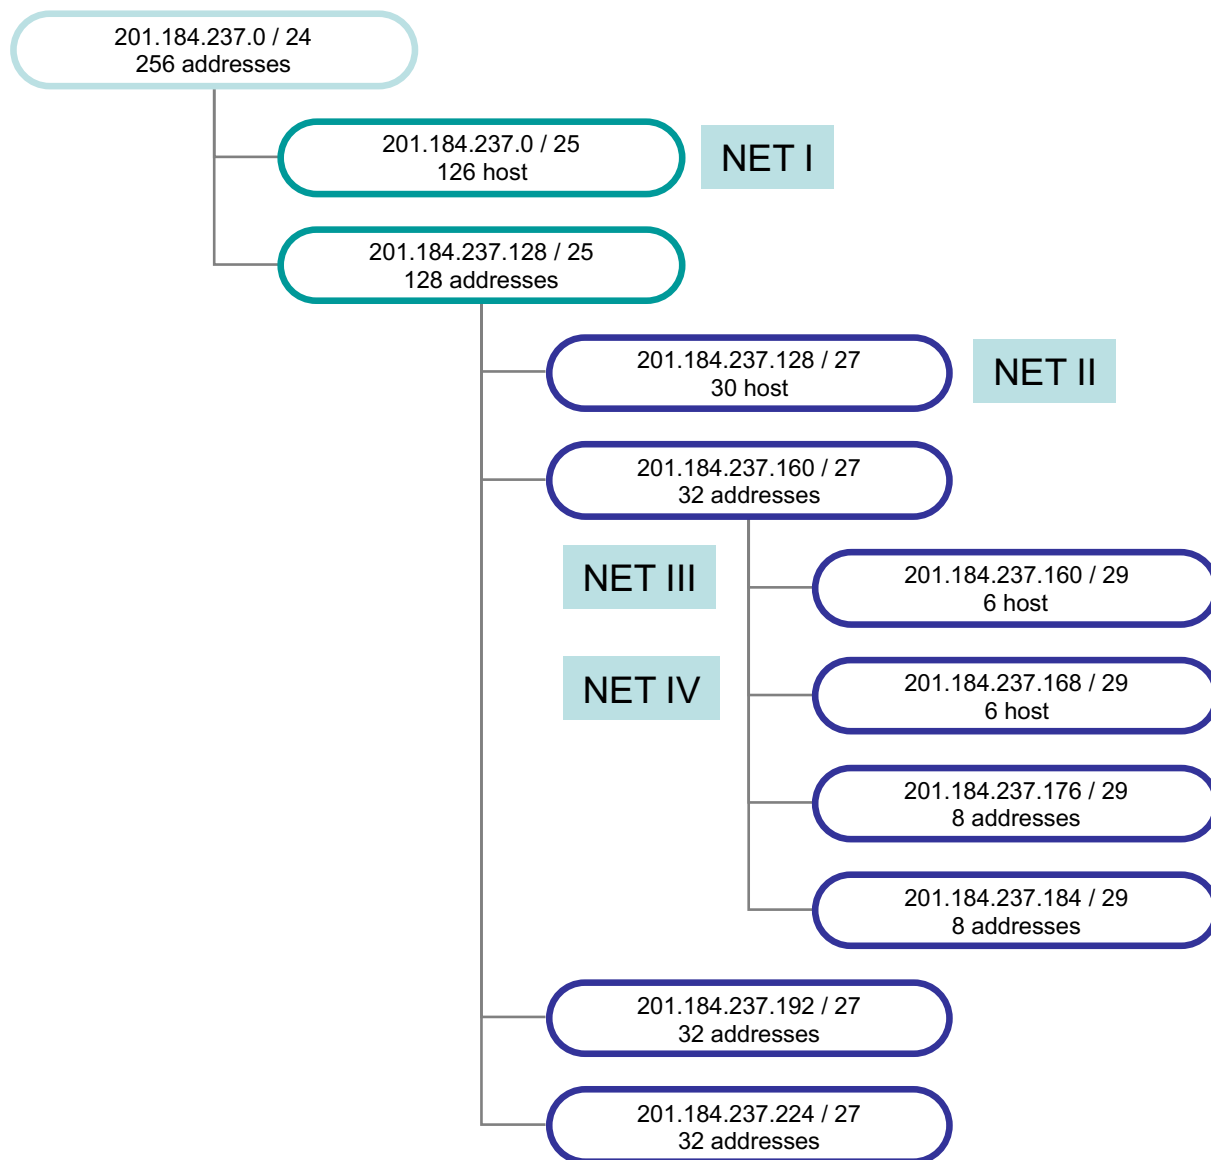 201.184.237.0 / 24
256 addresses
201.184.237.0 / 25
126 host
NET I
201.184.237.128 / 25
128 addresses
201.184.237.128 / 27
30 host
NET II
201.184.237.160 / 27
32 addresses
NET III
201.184.237.160 / 29
6 host
NET IV
201.184.237.168 / 29
6 host
201.184.237.176 / 29
8 addresses
201.184.237.184 / 29
8 addresses
201.184.237.192 / 27
32 addresses
201.184.237.224 / 27
32 addresses